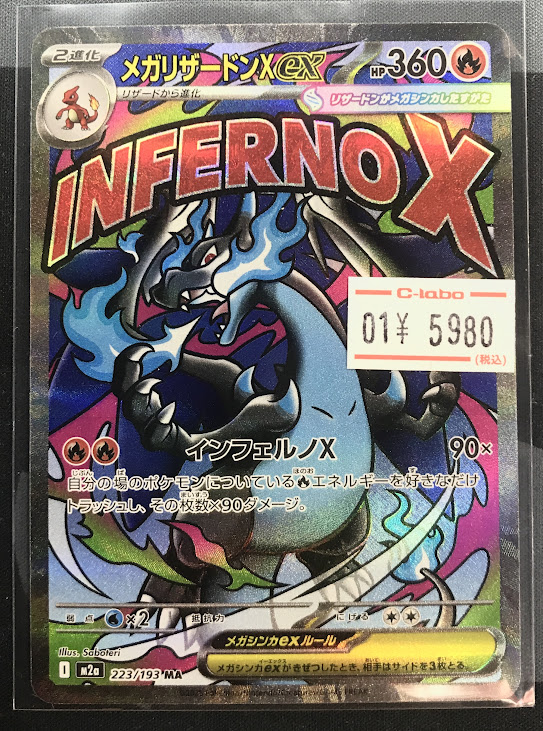 2進化
メガリザードンXex
HP360
リザードから進化
リザードンがメガシンカしたすがた
INFERNO X
C-labo
01¥ 5980
(税込)
インフェルノX 90×
自分の場のポケモンについている エネルギーを好きなだけ
トラッシュし、その枚数×90ダメージ。
弱点 ×2 抵抗力 にげる
メガシンカexルール
メガシンカexがきぜつしたとき、相手はサイドを3枚とる。
Illus. Saboteri
I m2a 223/193 MA